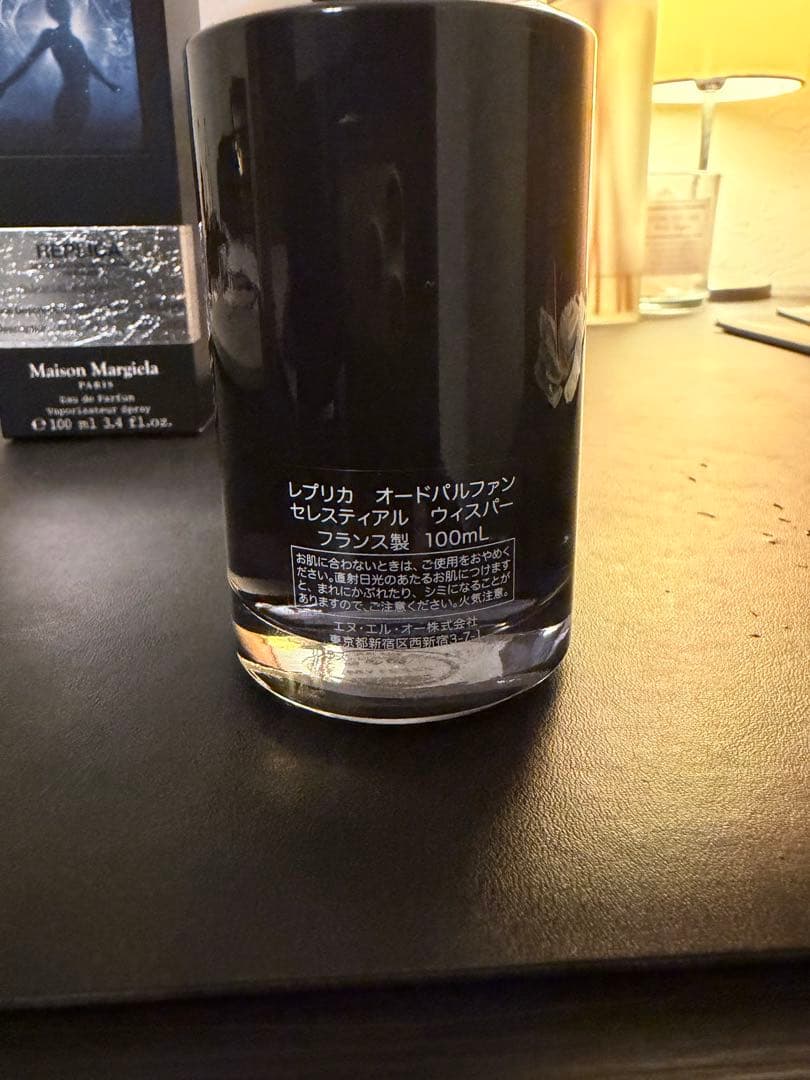 REPLICA
Maison Margiela
PARIS
Eau de Parfum
Vaporisateur Spray
℮ 100 ml 3.4 fl.oz.
レプリカ　オードパルファン
セレスティアル　ウィスパー
フランス製 100mL
お肌に合わないときは、ご使用をおやめく
ださい。直射日光のあたるお肌につけます
と、まれにかぶれたり、シミになることが
ありますので、ご注意ください。火気注意。
エヌ・エル・オー株式会社
東京都新宿区西新宿3-7-1